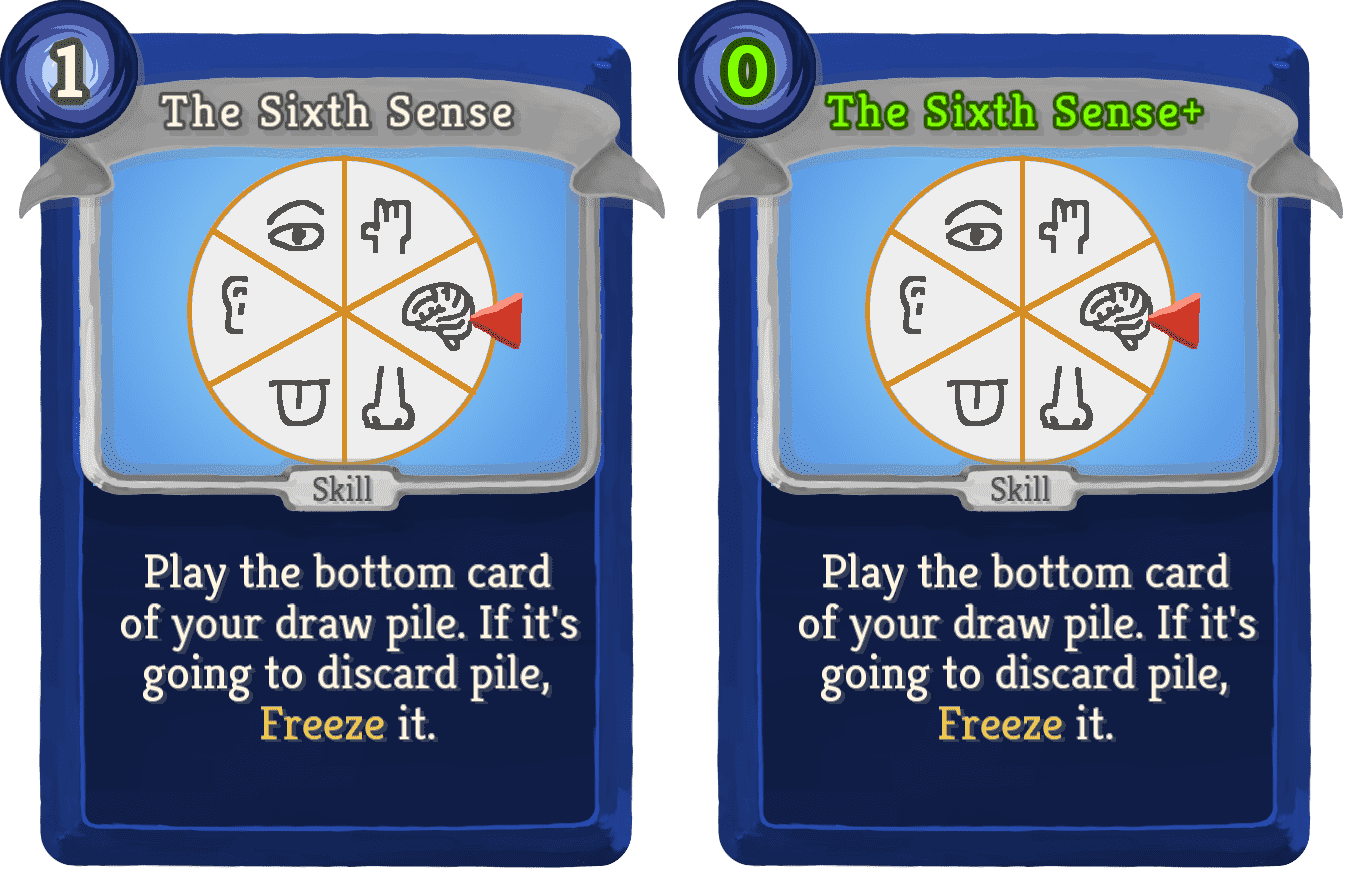 1
The Sixth Sense
Skill
Play the bottom card
of your draw pile. If it's
going to discard pile,
Freeze it.
0
The Sixth Sense+
Skill
Play the bottom card
of your draw pile. If it's
going to discard pile,
Freeze it.